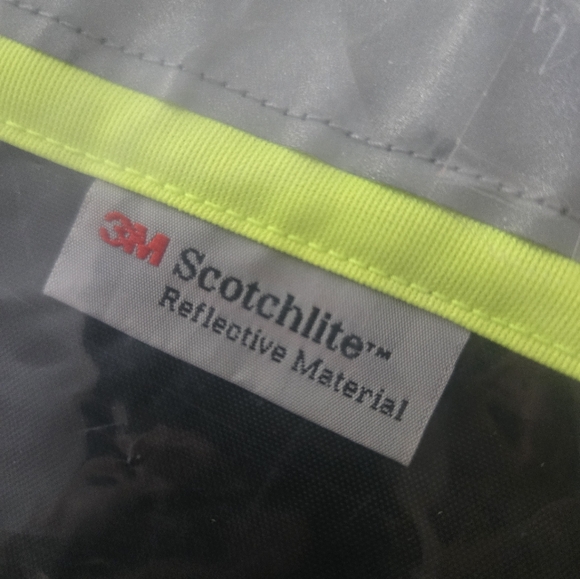 3M Scotchlite™
Reflective Material